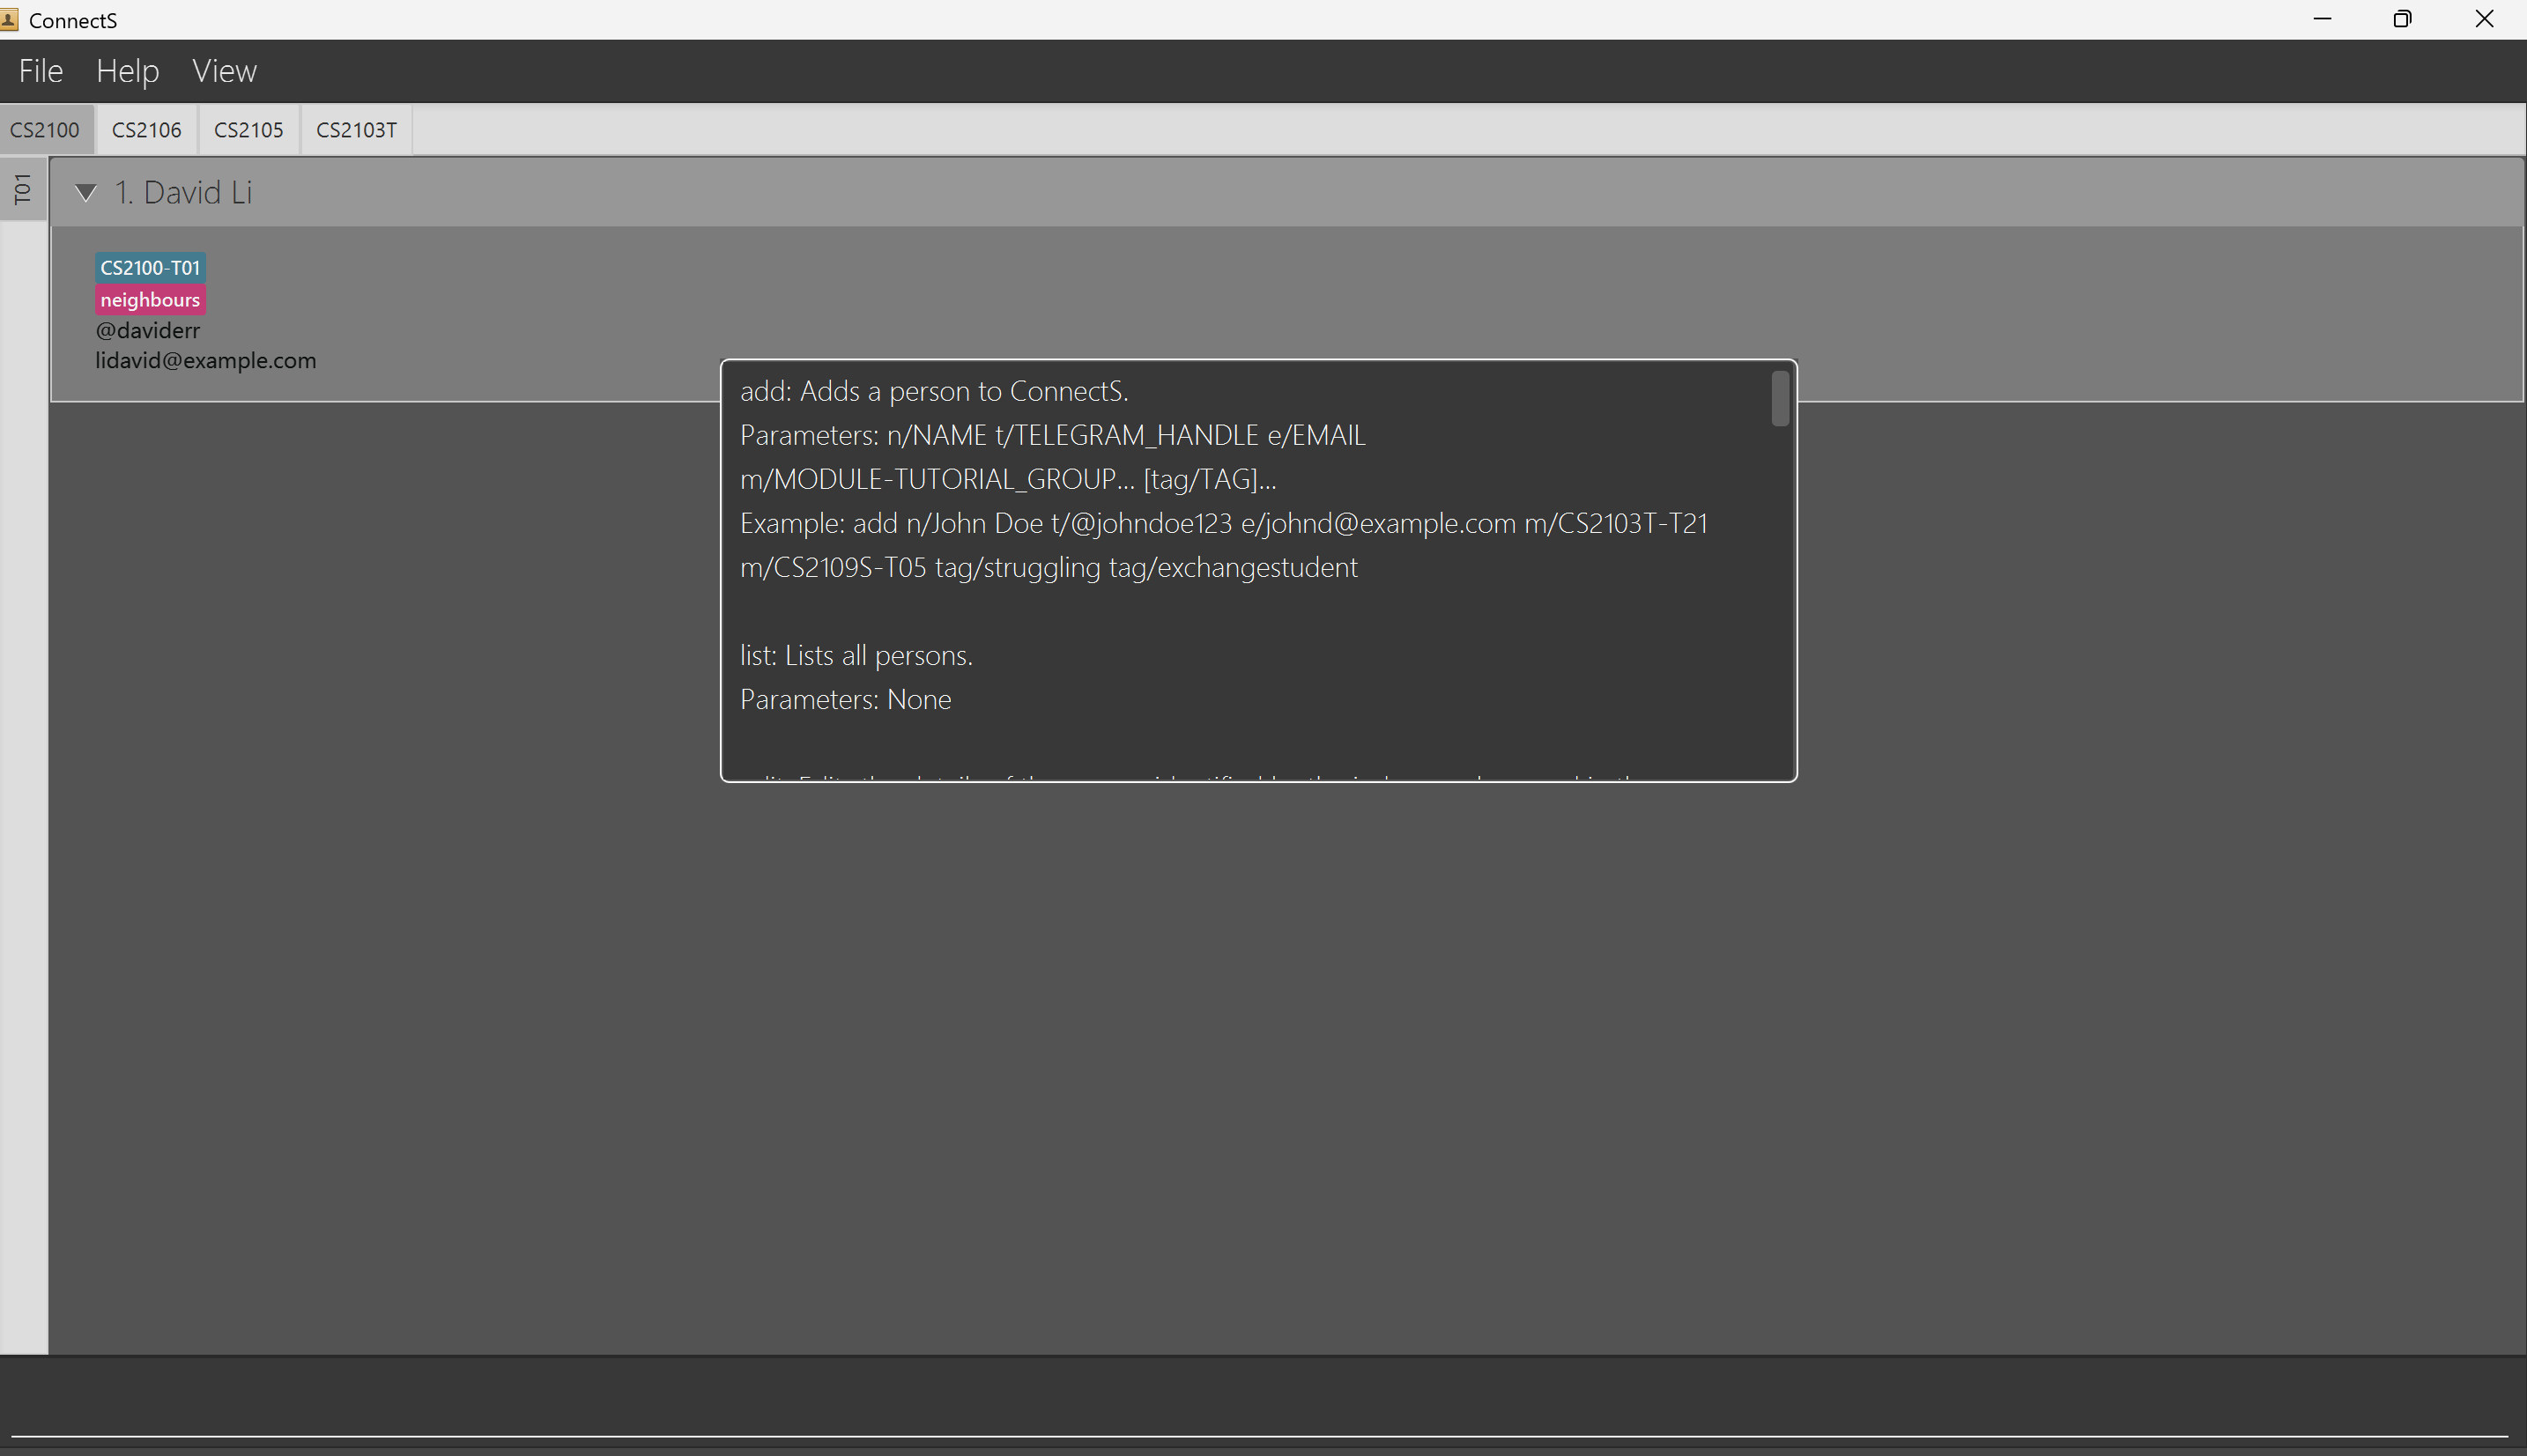 ConnectS
File Help View
CS2100 CS2106 CS2105 CS2103T
T01
1. David Li
CS2100-T01
neighbours
@daviderr
lidavid@example.com
add: Adds a person to ConnectS.
Parameters: n/NAME t/TELEGRAM_HANDLE e/EMAIL
m/MODULE-TUTORIAL_GROUP... [tag/TAG]...
Example: add n/John Doe t/@johndoe123 e/johnd@example.com m/CS2103T-T21
m/CS2109S-T05 tag/struggling tag/exchangestudent
list: Lists all persons.
Parameters: None